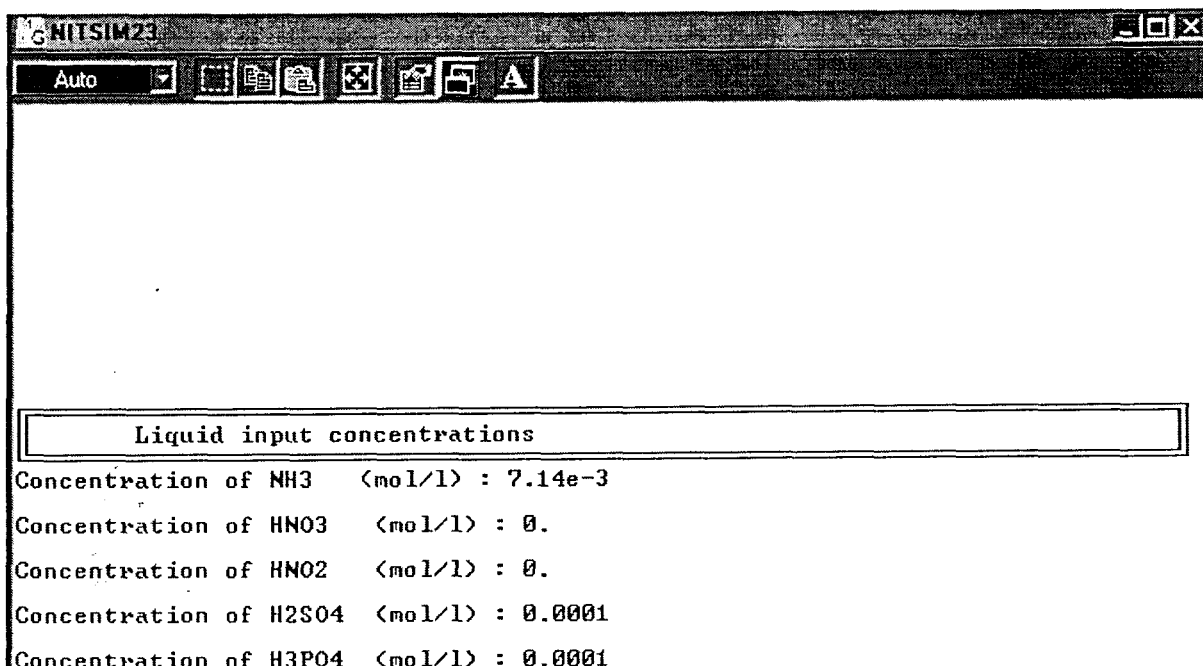 NITSIM23
Auto
A
Liquid input concentrations
Concentration of NH3 (mol/l) : 7.14e-3
Concentration of HNO3 (mol/l) : 0.
Concentration of HNO2 (mol/l) : 0.
Concentration of H2SO4 (mol/l) : 0.0001
Concentration of H3PO4 (mol/l) : 0.0001